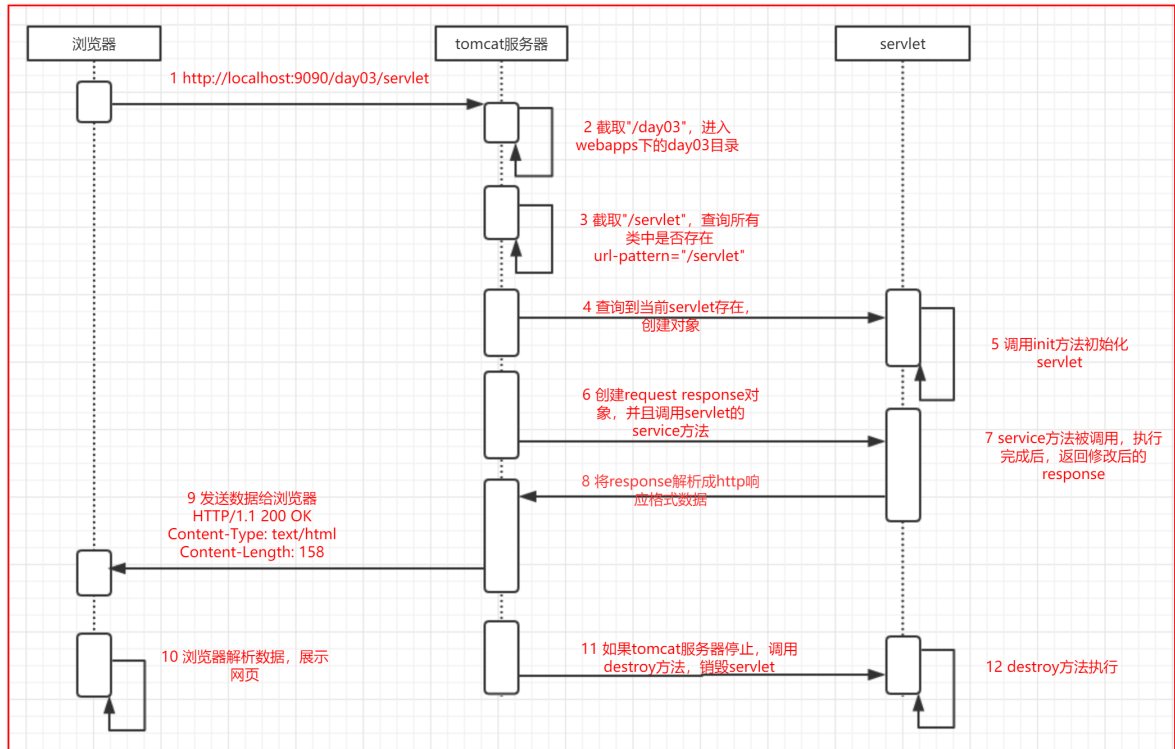 浏览器
tomcat服务器
servlet
1 http://localhost:9090/day03/servlet
2 截取"/day03"，进入
webapps下的day03目录
3 截取"/servlet"，查询所有
类中是否存在
url-pattern="/servlet"
4 查询到当前servlet存在，
创建对象
5 调用init方法初始化
servlet
6 创建request response对
象，并且调用servlet的
service方法
7 service方法被调用，执行
完成后，返回修改后的
response
8 将response解析成http响
应格式数据
9 发送数据给浏览器
HTTP/1.1 200 OK
Content-Type: text/html
Content-Length: 158
10 浏览器解析数据，展示
网页
11 如果tomcat服务器停止，调用
destroy方法，销毁servlet
12 destroy方法执行